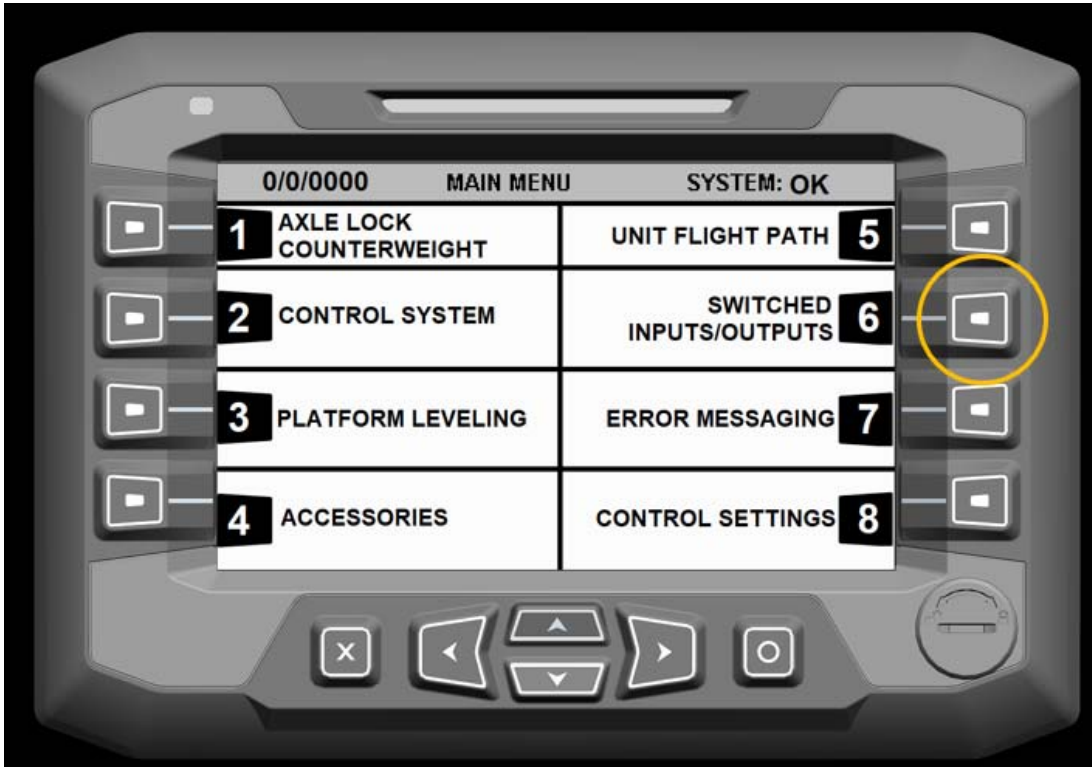 0/0/0000 MAIN MENU SYSTEM: OK
1 AXLE LOCK
COUNTERWEIGHT
UNIT FLIGHT PATH 5
2 CONTROL SYSTEM
SWITCHED
INPUTS/OUTPUTS 6
3 PLATFORM LEVELING
ERROR MESSAGING 7
4 ACCESSORIES
CONTROL SETTINGS 8
X